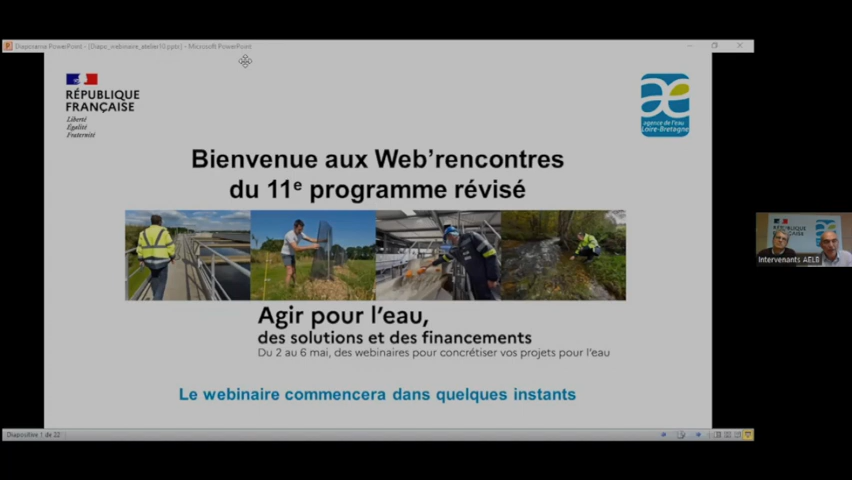 Diaporama PowerPoint - [Diapo_webinaire_atelier10.pptx] - Microsoft PowerPoint
RÉPUBLIQUE
FRANÇAISE
Liberté
Égalité
Fraternité
agence de l'eau
Loire-Bretagne
Bienvenue aux Web'rencontres
du 11e programme révisé
Agir pour l'eau,
des solutions et des financements
Du 2 au 6 mai, des webinaires pour concrétiser vos projets pour l'eau
Le webinaire commencera dans quelques instants
Diapositive 1 de 22
RÉPUBLIQUE
FRANÇAISE
Intervenants AELB